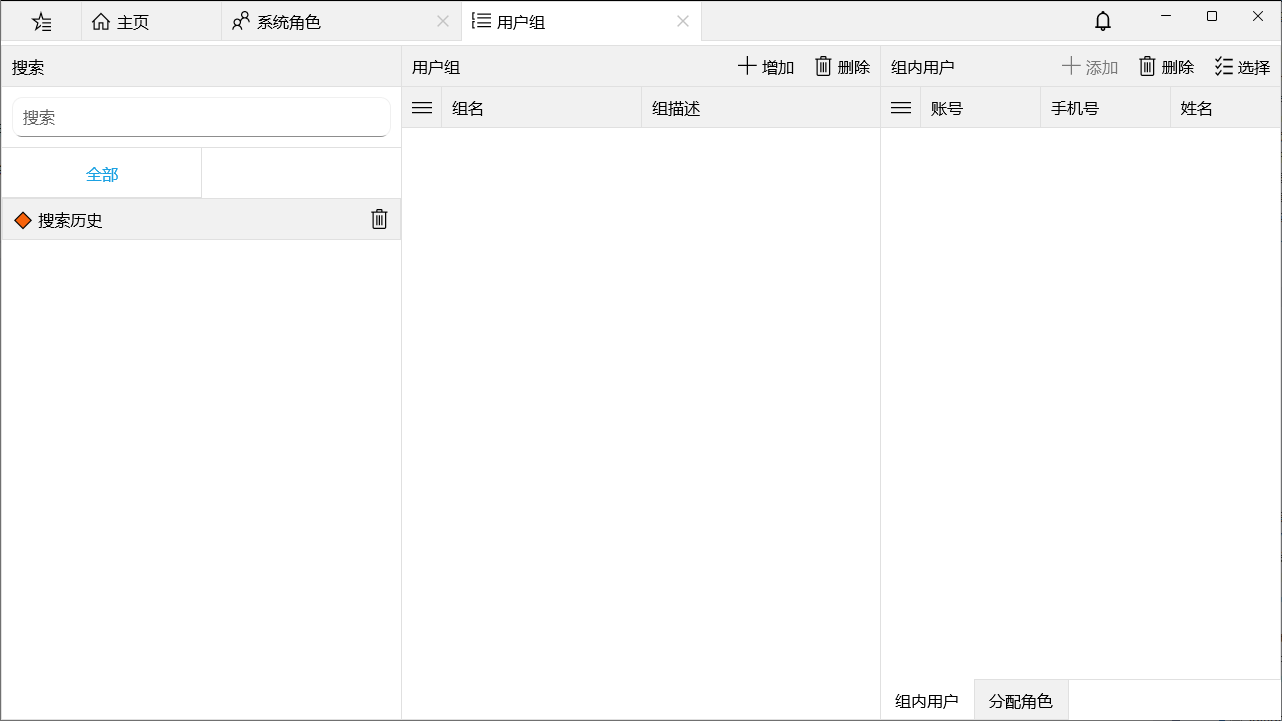 主页
系统角色
用户组
搜索
用户组
增加
删除
组内用户
添加
删除
选择
搜索
组名
组描述
账号
手机号
姓名
全部
搜索历史
组内用户
分配角色